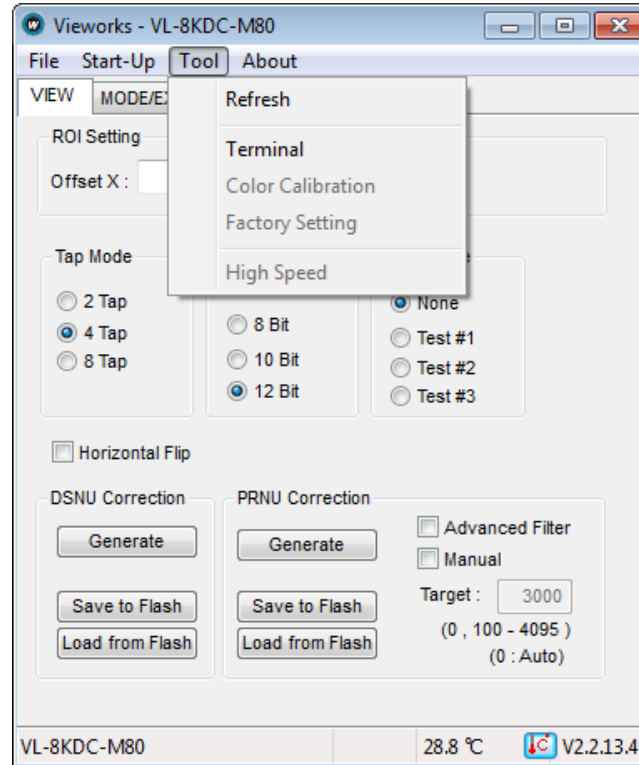 Vieworks - VL-8KDC-M80
File Start-Up Tool About
VIEW MODE/E
Refresh
Terminal
Color Calibration
Factory Setting
High Speed
ROI Setting
Offset X :
Tap Mode
2 Tap
4 Tap
8 Tap
8 Bit
10 Bit
12 Bit
None
Test #1
Test #2
Test #3
Horizontal Flip
DSNU Correction
Generate
Save to Flash
Load from Flash
PRNU Correction
Generate
Save to Flash
Load from Flash
Advanced Filter
Manual
Target : 3000
(0 , 100 - 4095 )
(0 : Auto)
VL-8KDC-M80 28.8 ℃ V2.2.13.4